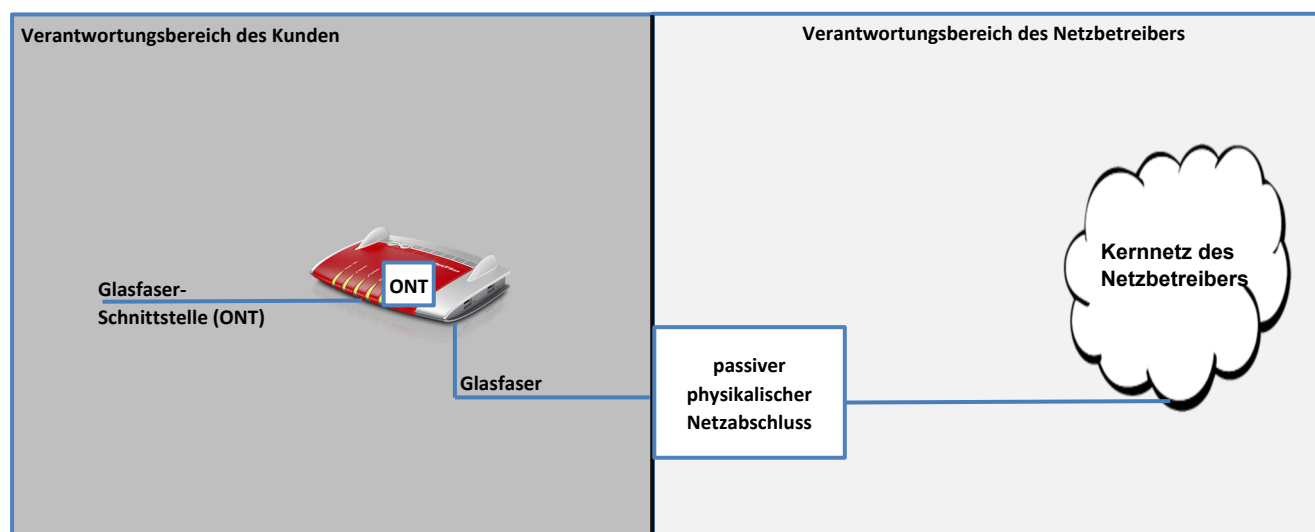 Verantwortungsbereich des Kunden
Verantwortungsbereich des Netzbetreibers
Kernnetz des
Netzbetreibers
ONT
Glasfaser-
Schnittstelle (ONT)
Glasfaser
passiver
physikalischer
Netzabschluss